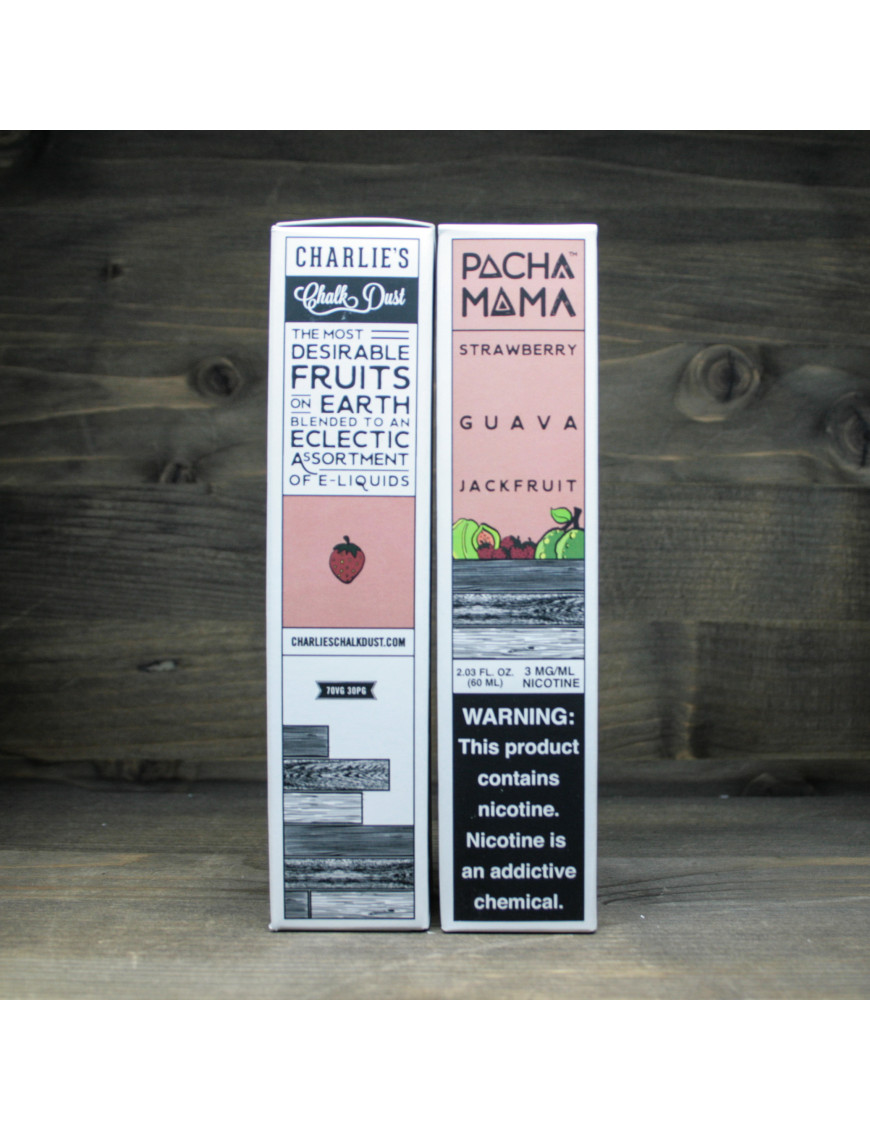 CHARLIE'S
Chalk Dust
THE MOST
DESIRABLE
FRUITS
ON EARTH
BLENDED TO AN
ECLECTIC
ASSORTMENT
OF E-LIQUIDS
CHARLIESCHALKDUST.COM
70VG 30PG
PACHA™
MAMA
STRAWBERRY
GUAVA
JACKFRUIT
2.03 FL. OZ. 3 MG/ML
(60 ML) NICOTINE
WARNING:
This product
contains
nicotine.
Nicotine is
an addictive
chemical.